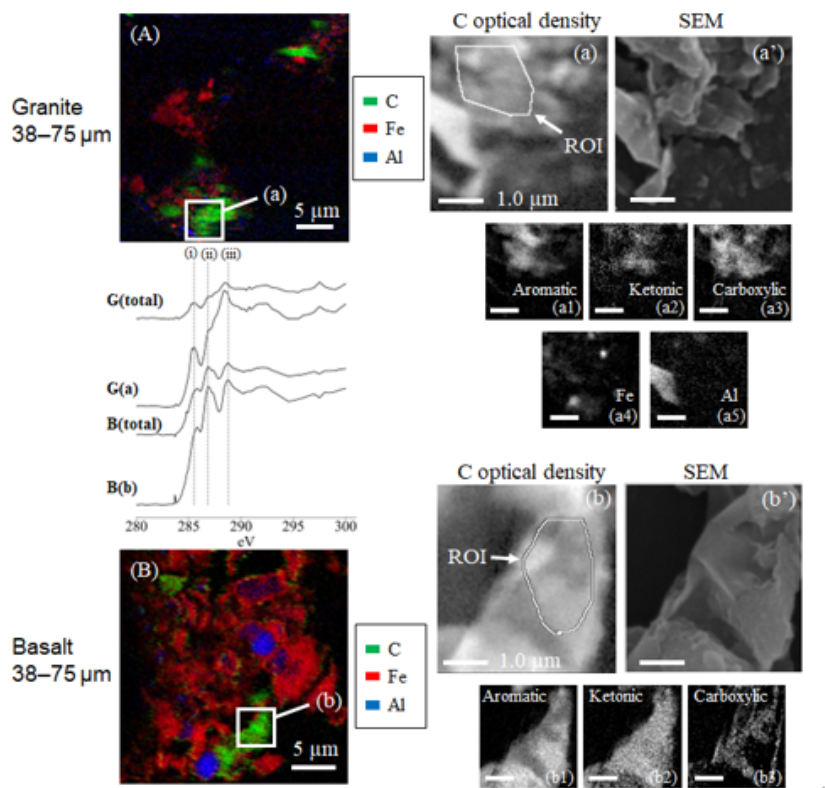 C optical density SEM
(A)
(a)
(a')
Granite
38–75 µm
C
Fe
Al
ROI
(a)
5 µm
1.0 µm
(i) (ii) (iii)
Aromatic
(a1)
Ketonic
(a2)
Carboxylic
(a3)
G(total)
Fe
(a4)
Al
(a5)
G(a)
B(total)
B(b)
280 285 290 295 300
eV
C optical density SEM
(b)
(b')
ROI
1.0 µm
(B)
Basalt
38–75 µm
C
Fe
Al
(b)
5 µm
Aromatic
(b1)
Ketonic
(b2)
Carboxylic
(b3)